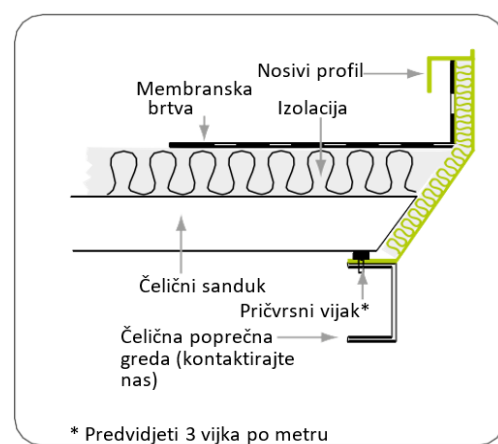 Nosivi profil
Membranska
brtva
Izolacija
Čelični sanduk
Pričvrsni vijak*
Čelična poprečna
greda (kontaktirajte
nas)
* Predvidjeti 3 vijka po metru